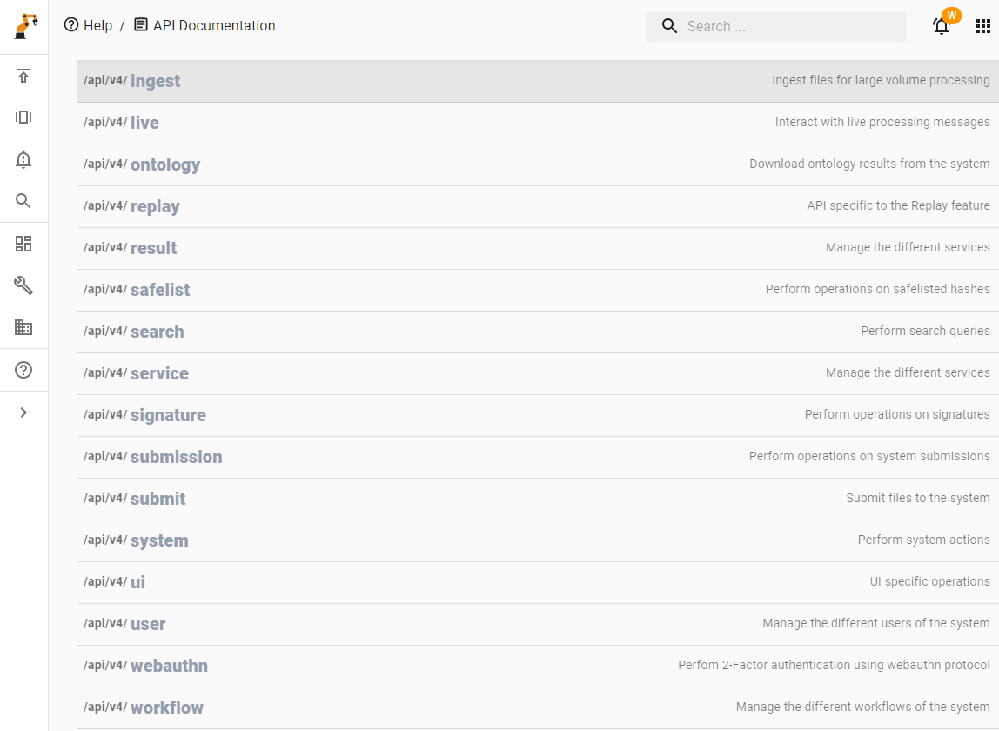 Help / API Documentation
Search ...
W
/api/v4/ ingest Ingest files for large volume processing
/api/v4/ live Interact with live processing messages
/api/v4/ ontology Download ontology results from the system
/api/v4/ replay API specific to the Replay feature
/api/v4/ result Manage the different services
/api/v4/ safelist Perform operations on safelisted hashes
/api/v4/ search Perform search queries
/api/v4/ service Manage the different services
/api/v4/ signature Perform operations on signatures
/api/v4/ submission Perform operations on system submissions
/api/v4/ submit Submit files to the system
/api/v4/ system Perform system actions
/api/v4/ ui UI specific operations
/api/v4/ user Manage the different users of the system
/api/v4/ webauthn Perfom 2-Factor authentication using webauthn protocol
/api/v4/ workflow Manage the different workflows of the system